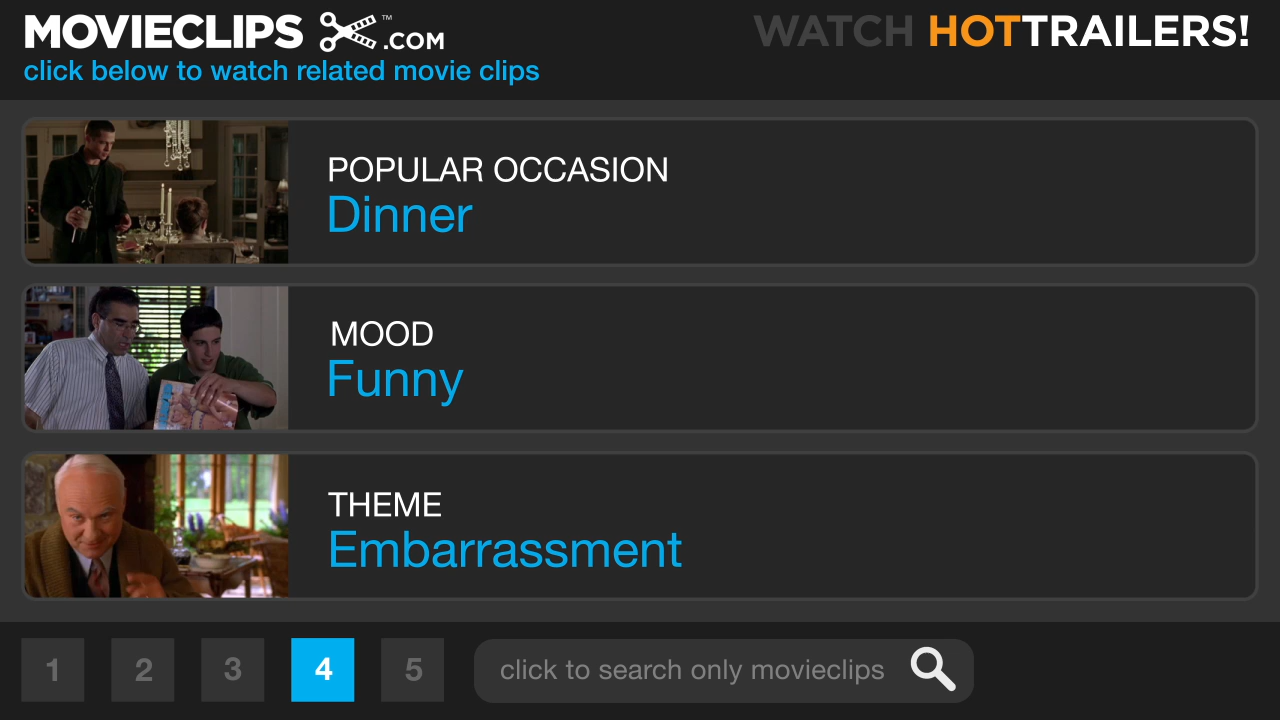 MOVIECLIPS ™ .COM
WATCH HOTTRAILERS!
click below to watch related movie clips
POPULAR OCCASION
Dinner
MOOD
Funny
THEME
Embarrassment
1 2 3 4 5 click to search only movieclips